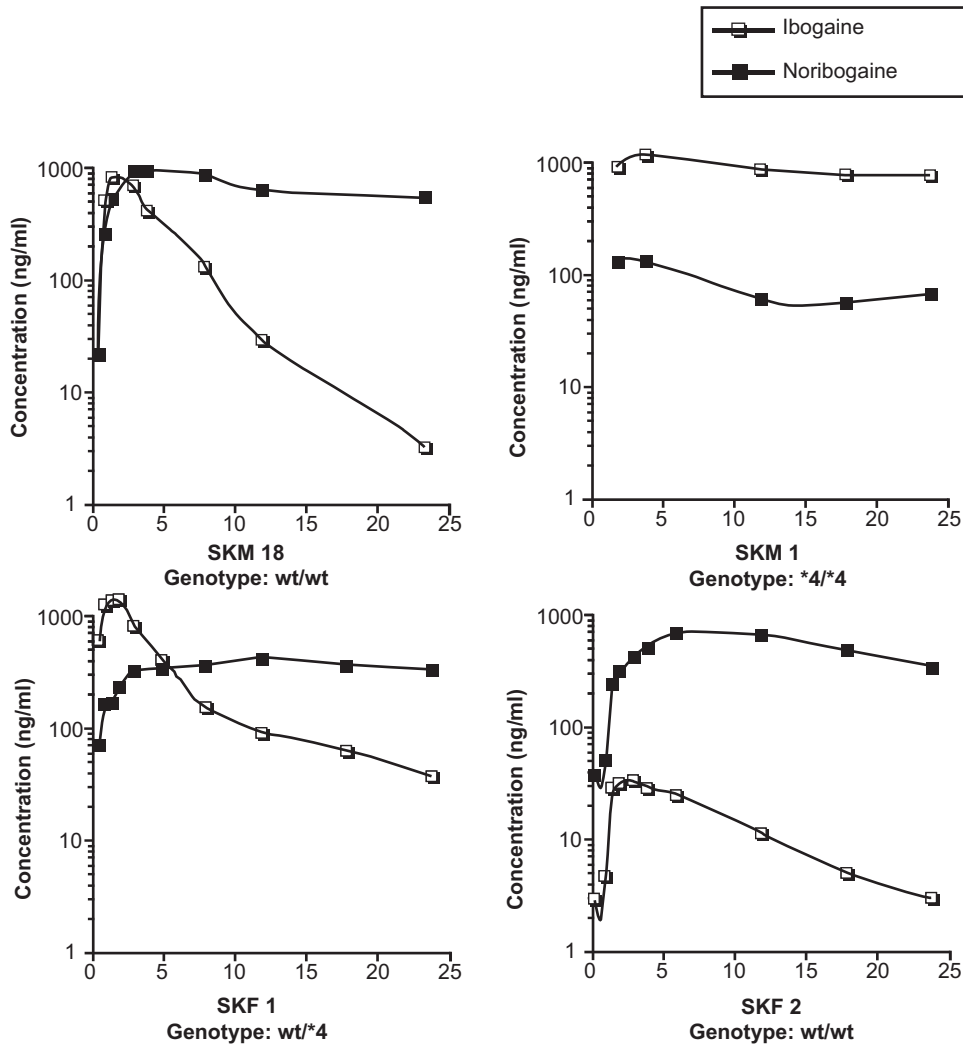 Ibogaine
Noribogaine
Concentration (ng/ml)
1000
100
10
1
0 5 10 15 20 25
SKM 18
Genotype: wt/wt
Concentration (ng/ml)
1000
100
10
1
0 5 10 15 20 25
SKM 1
Genotype: *4/*4
Concentration (ng/ml)
1000
100
10
1
0 5 10 15 20 25
SKF 1
Genotype: wt/*4
Concentration (ng/ml)
1000
100
10
1
0 5 10 15 20 25
SKF 2
Genotype: wt/wt